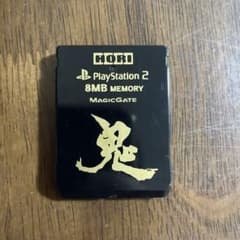 HORI
PlayStation 2
8MB MEMORY
MAGICGATE
鬼